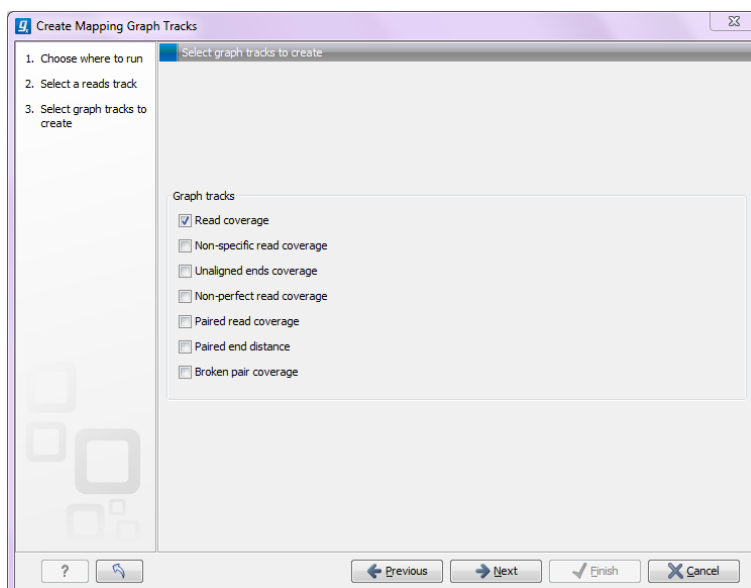 Create Mapping Graph Tracks
1. Choose where to run
2. Select a reads track
3. Select graph tracks to
create
Select graph tracks to create
Graph tracks
Read coverage
Non-specific read coverage
Unaligned ends coverage
Non-perfect read coverage
Paired read coverage
Paired end distance
Broken pair coverage
?
Previous
Next
Finish
Cancel